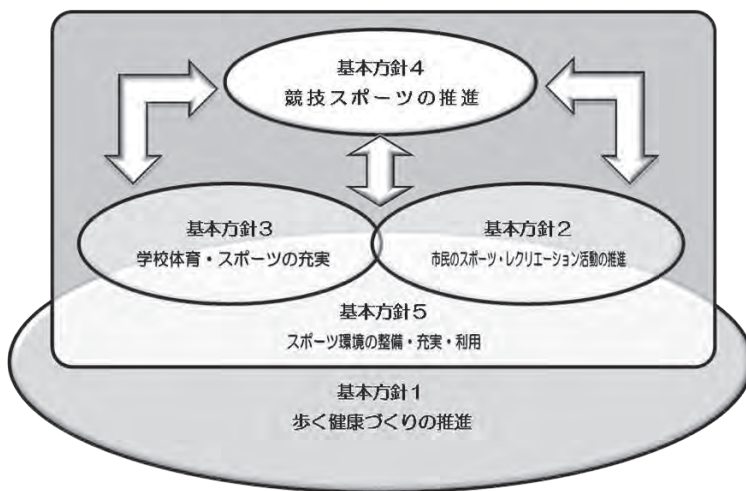 基本方針4
競技スポーツの推進
基本方針3
学校体育・スポーツの充実
基本方針2
市民のスポーツ・レクリエーション活動の推進
基本方針5
スポーツ環境の整備・充実・利用
基本方針1
歩く健康づくりの推進